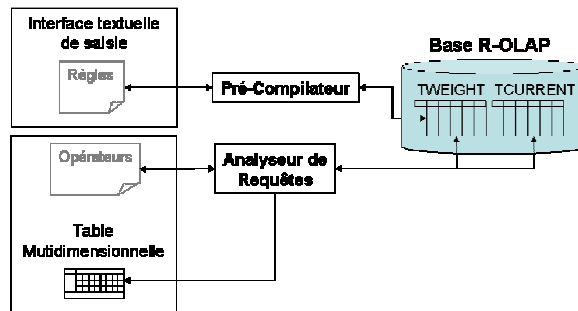 Interface textuelle
de saisie
Règles
Pré-Compilateur
Base R-OLAP
TWEIGHT TCURRENT
Opérateurs
Analyseur de
Requêtes
Table
Mutidimensionnelle